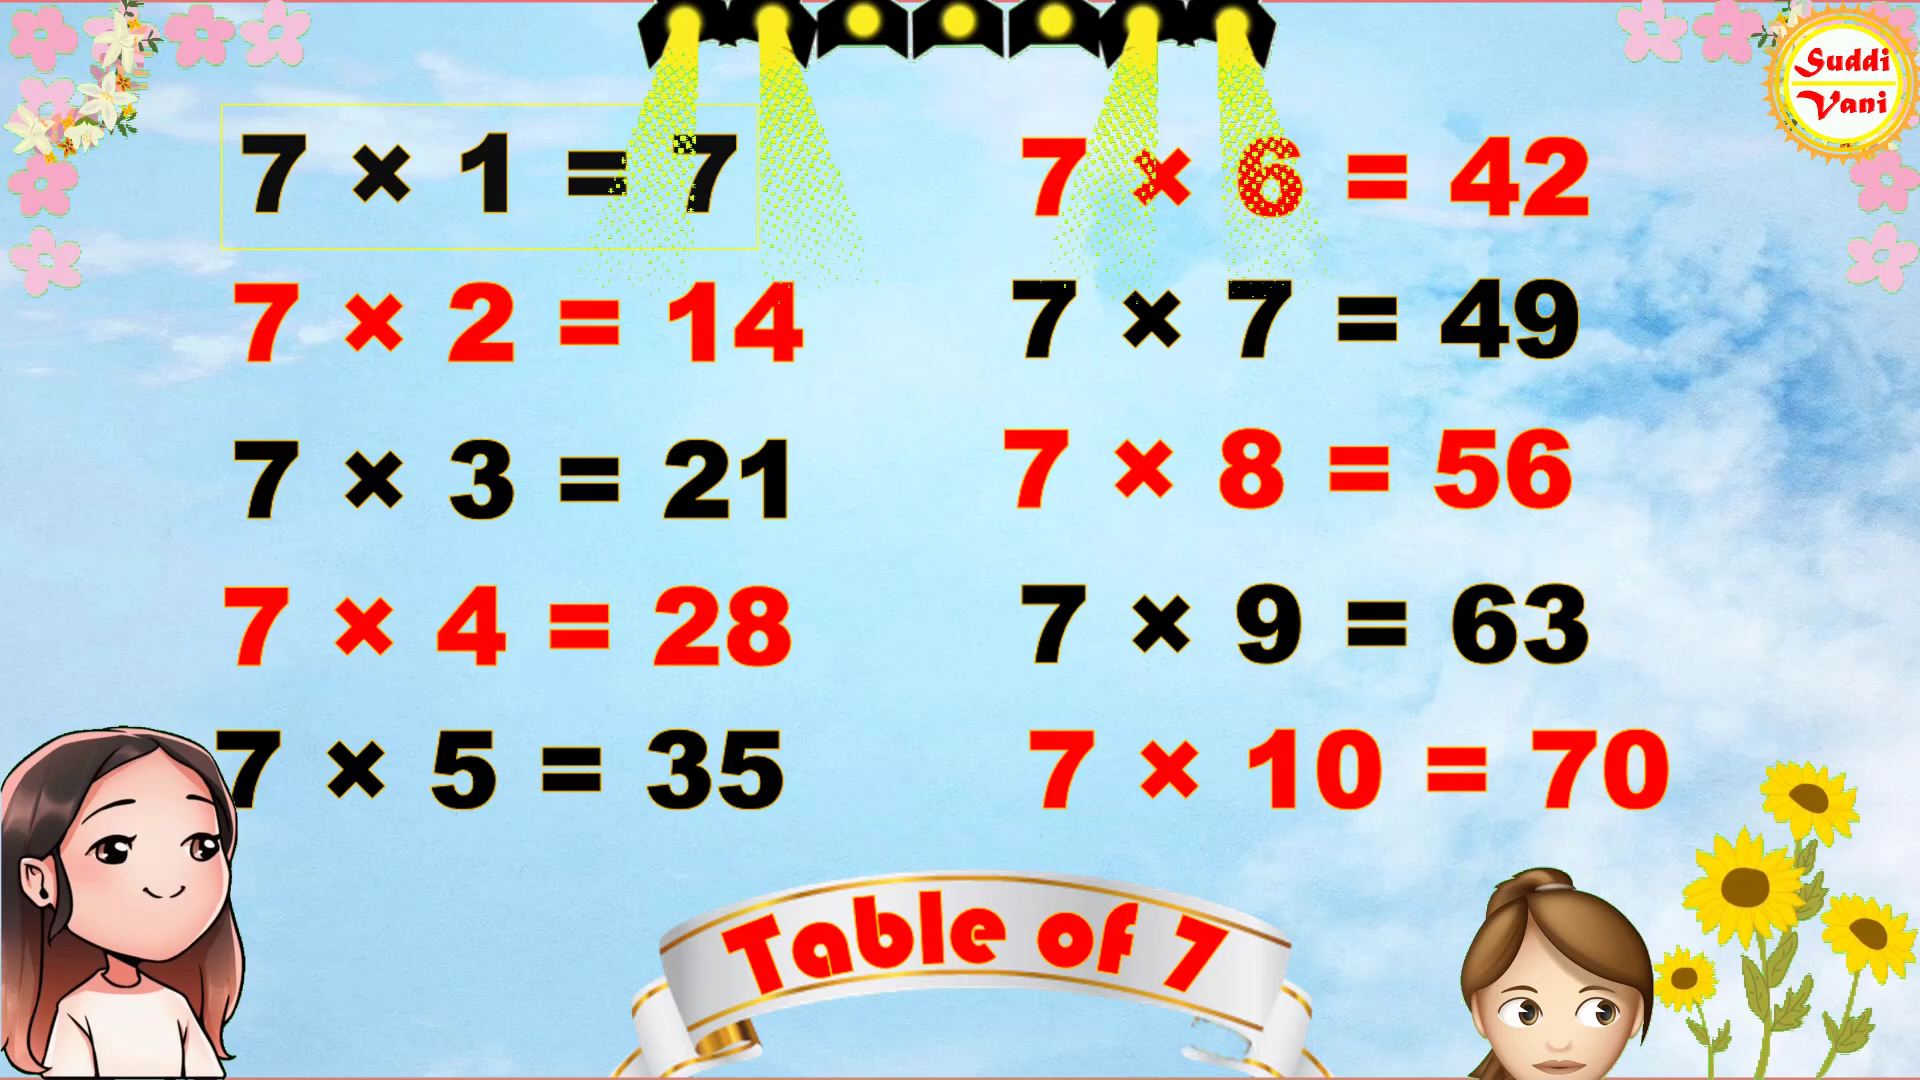 Suddi
Vani
7 × 1 = 7
7 × 2 = 14
7 × 3 = 21
7 × 4 = 28
7 × 5 = 35
7 × 6 = 42
7 × 7 = 49
7 × 8 = 56
7 × 9 = 63
7 × 10 = 70
Table of 7